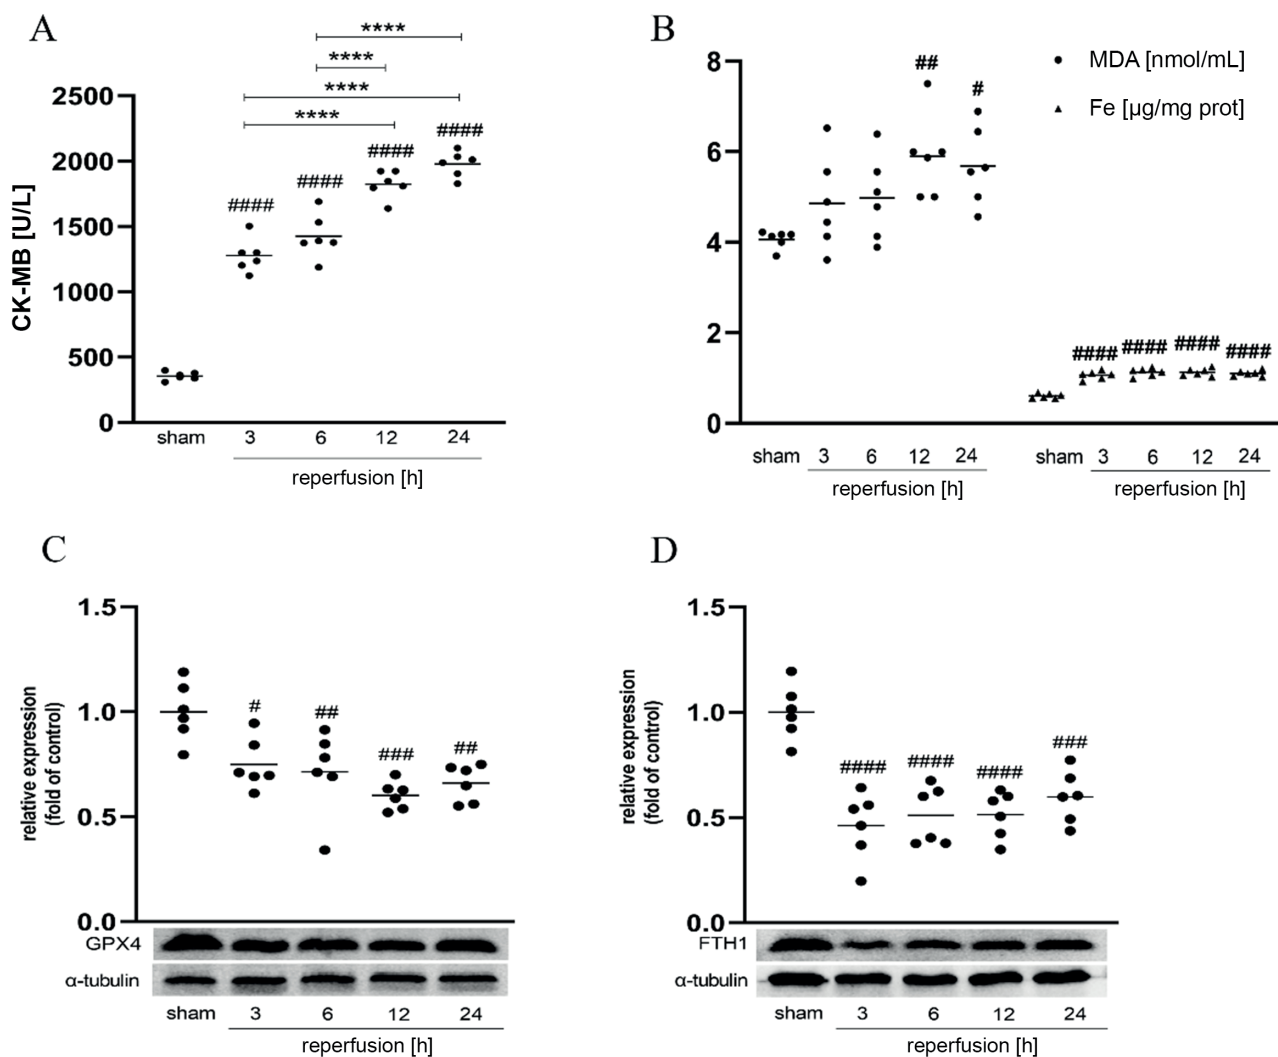 A
****
****
****
****
####
####
####
####
2500
2000
1500
1000
500
0
CK-MB [U/L]
sham 3 6 12 24
reperfusion [h]
B
MDA [nmol/mL]
Fe [µg/mg prot]
##
#
####
####
####
####
8
6
4
2
0
sham 3 6 12 24 sham 3 6 12 24
reperfusion [h] reperfusion [h]
C
1.5
1.0
0.5
0.0
relative expression
(fold of control)
#
##
###
##
GPX4
α-tubulin
sham 3 6 12 24
reperfusion [h]
D
1.5
1.0
0.5
0.0
relative expression
(fold of control)
####
####
####
###
FTH1
α-tubulin
sham 3 6 12 24
reperfusion [h]